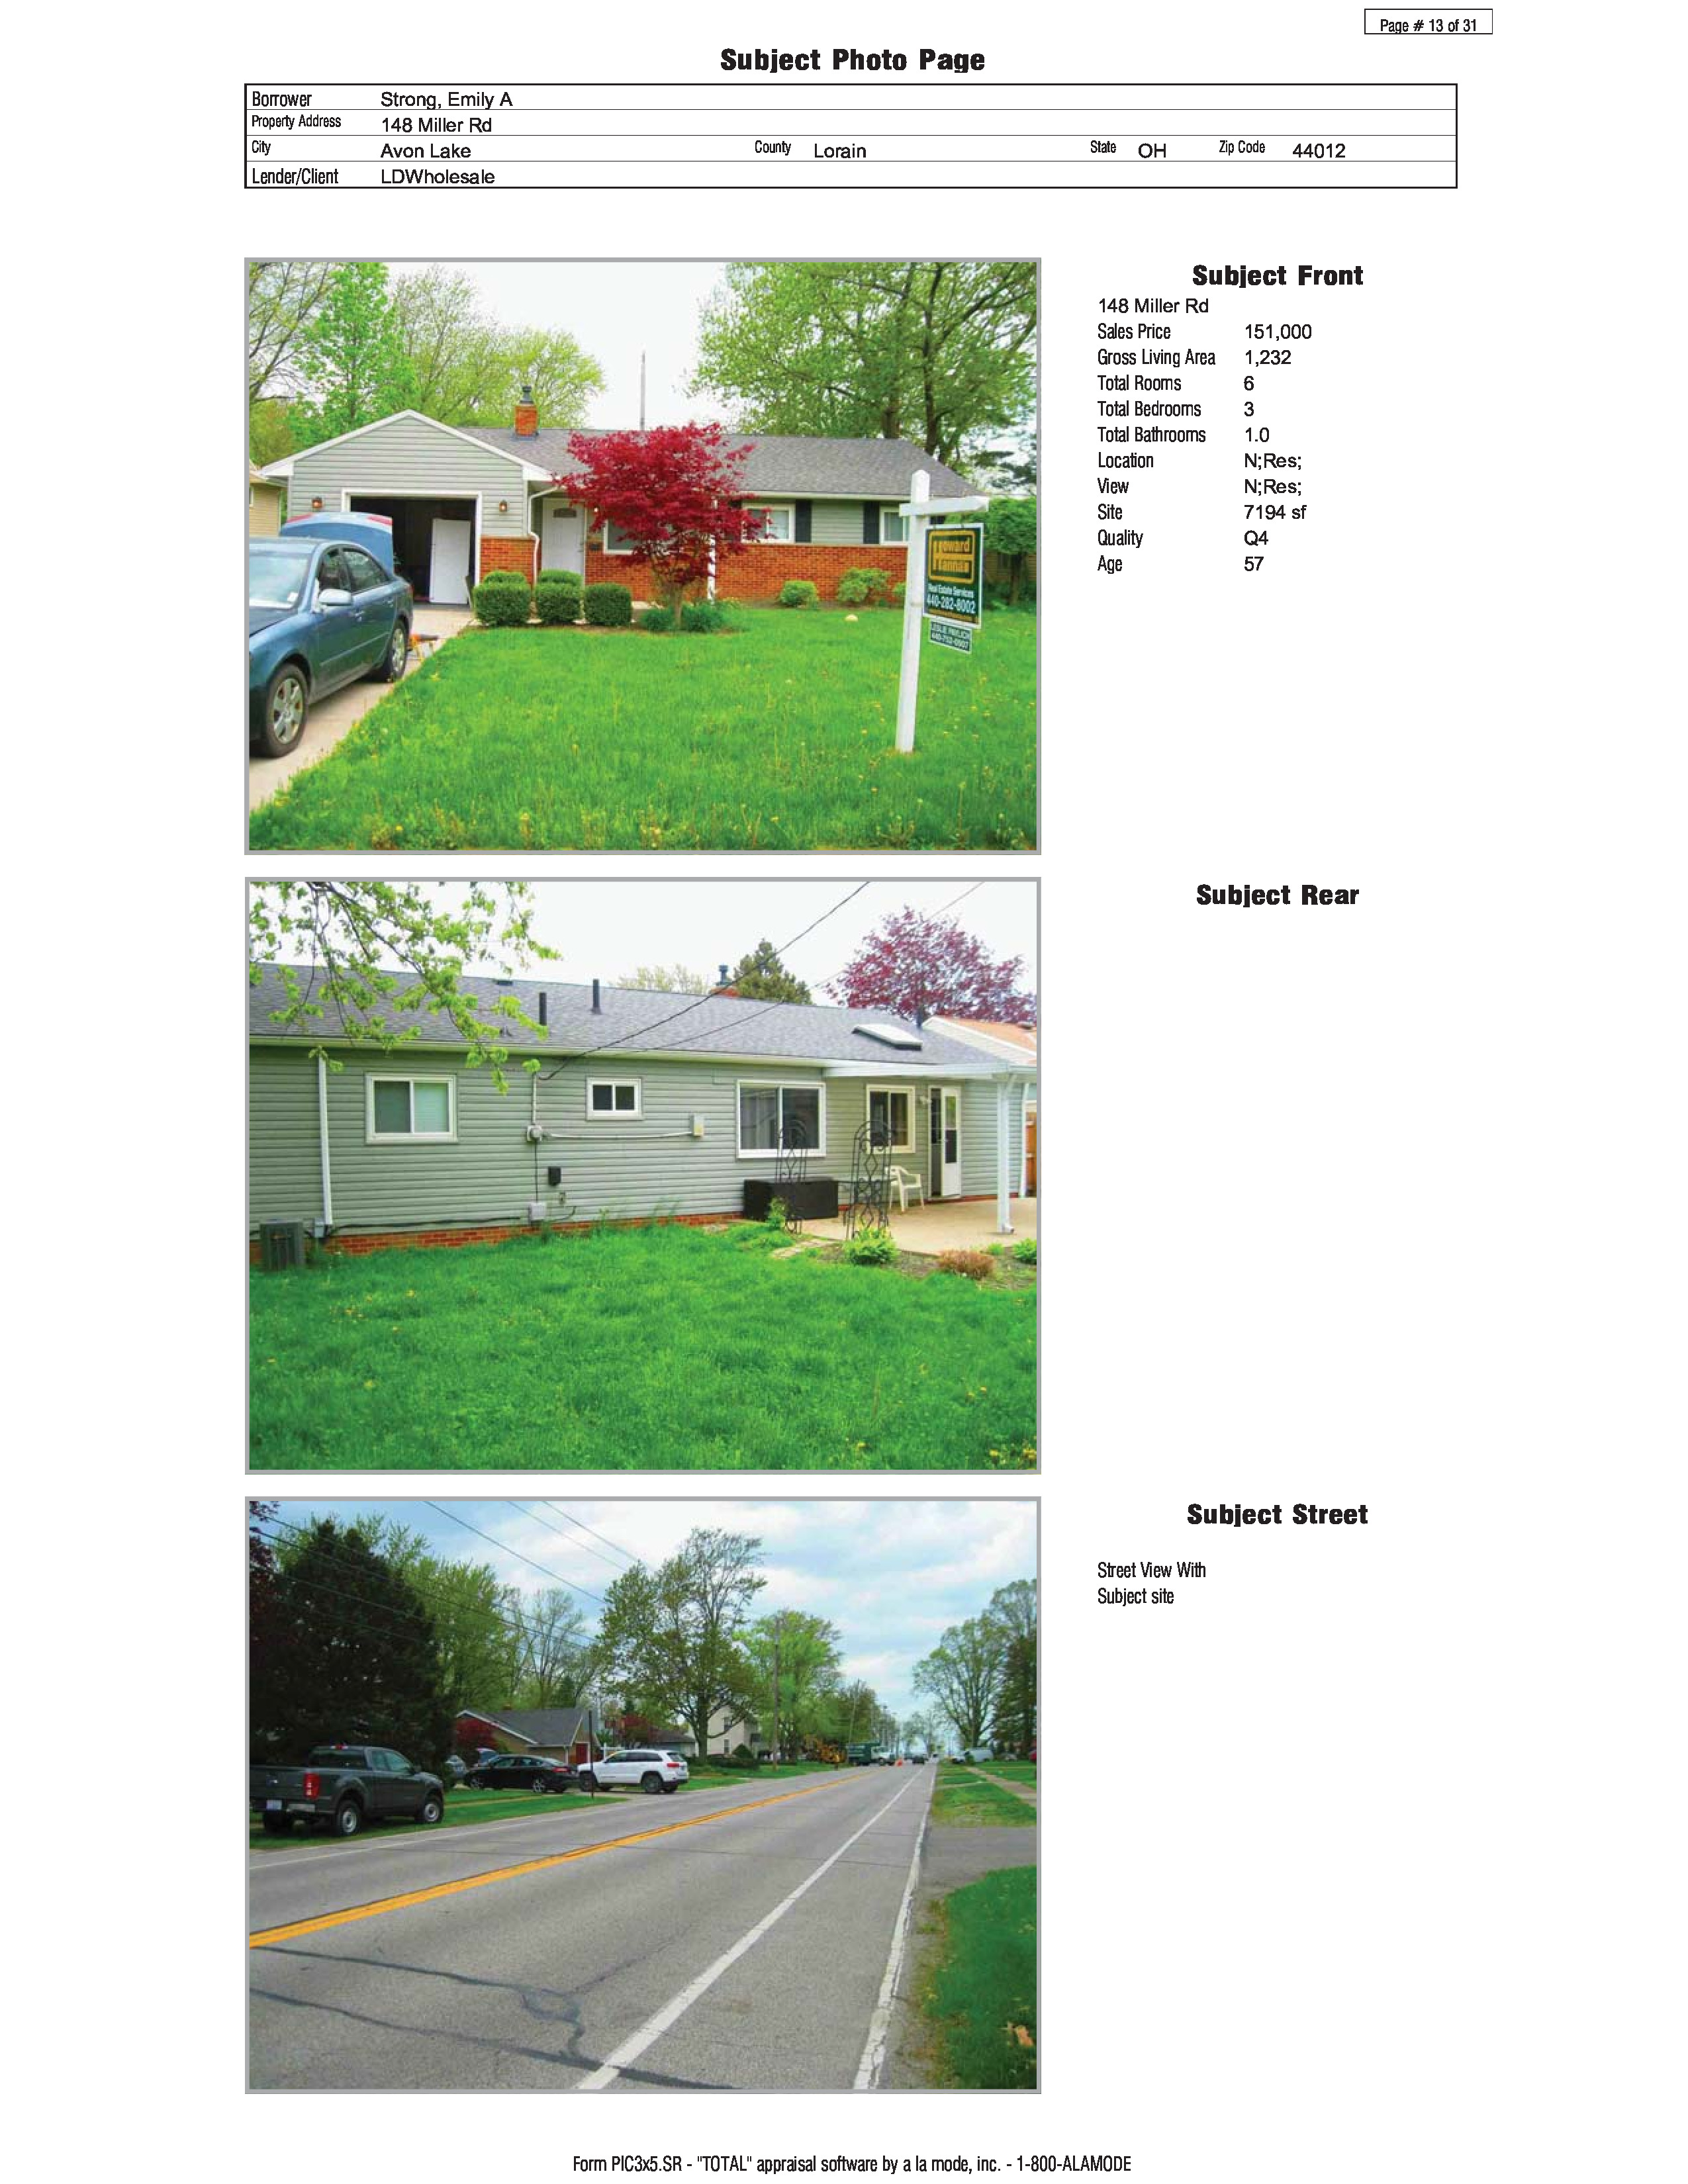 Page # 13 of 31
Subject Photo Page
Borrower Strong, Emily A
Property Address 148 Miller Rd
City Avon Lake County Lorain State OH Zip Code 44012
Lender/Client LDWholesale
Subject Front
148 Miller Rd
Sales Price 151,000
Gross Living Area 1,232
Total Rooms 6
Total Bedrooms 3
Total Bathrooms 1.0
Location N;Res;
View N;Res;
Site 7194 sf
Quality Q4
Age 57
Howard
Hanna
Real Estate Services
440-282-8002
Subject Rear
Subject Street
Street View With
Subject site
Form PIC3x5.SR - "TOTAL" appraisal software by a la mode, inc. - 1-800-ALAMODE